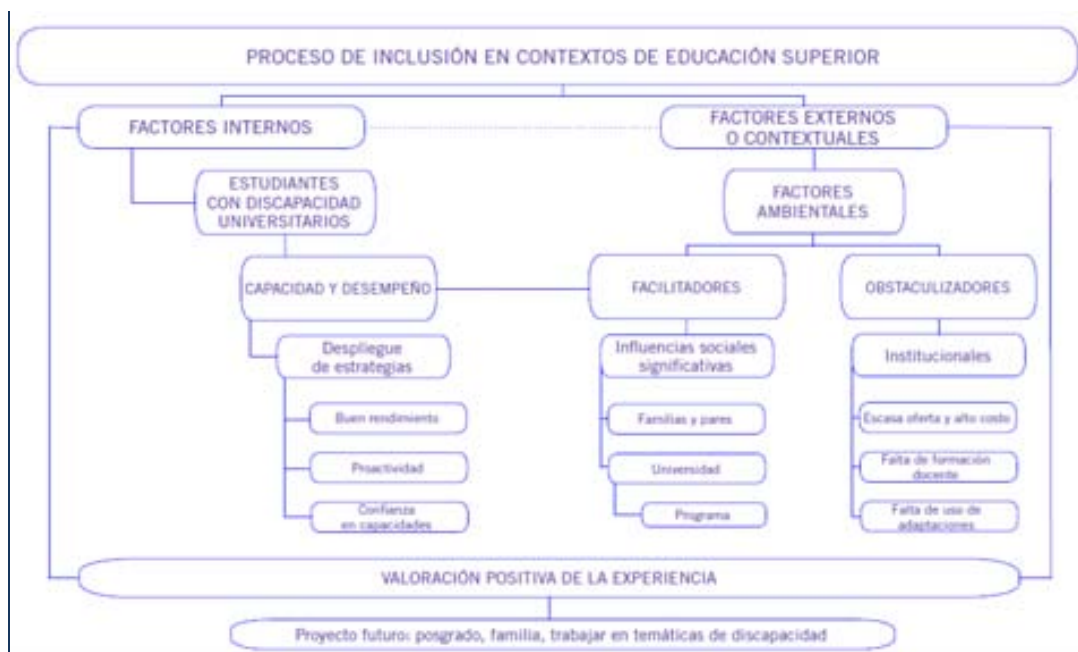 PROCESO DE INCLUSIÓN EN CONTEXTOS DE EDUCACIÓN SUPERIOR
FACTORES INTERNOS
FACTORES EXTERNOS
O CONTEXTUALES
ESTUDIANTES
CON DISCAPACIDAD
UNIVERSITARIOS
FACTORES
AMBIENTALES
CAPACIDAD Y DESEMPEÑO
FACILITADORES
OBSTACULIZADORES
Despliegue
de estrategias
Influencias sociales
significativas
Institucionales
Buen rendimiento
Familias y pares
Escasa oferta y alto costo
Proactividad
Universidad
Falta de formación
docente
Confianza
en capacidades
Programa
Falta de uso de
adaptaciones
VALORACIÓN POSITIVA DE LA EXPERIENCIA
Proyecto futuro: posgrado, familia, trabajar en temáticas de discapacidad